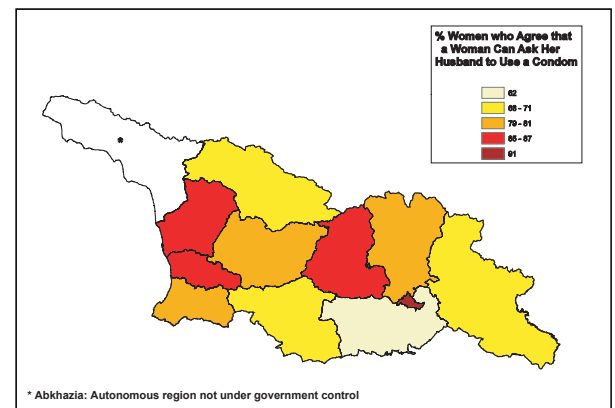 % Women who Agree that
a Woman Can Ask Her
Husband to Use a Condom
62
68 - 71
79 - 81
85 - 87
91
*
* Abkhazia: Autonomous region not under government control